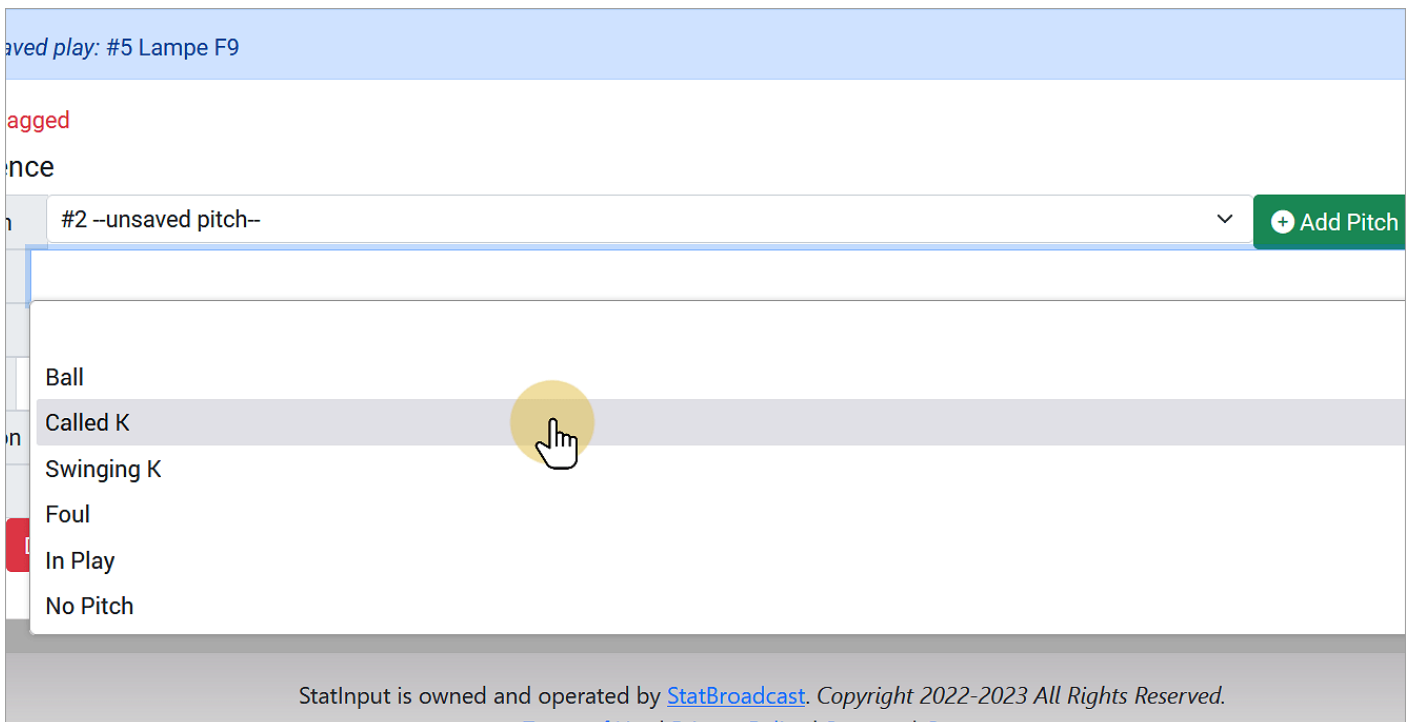 aved play: #5 Lampe F9
agged
ence
#2 --unsaved pitch--
Add Pitch
Ball
Called K
Swinging K
on
Foul
In Play
No Pitch
StatInput is owned and operated by StatBroadcast. Copyright 2022-2023 All Rights Reserved.